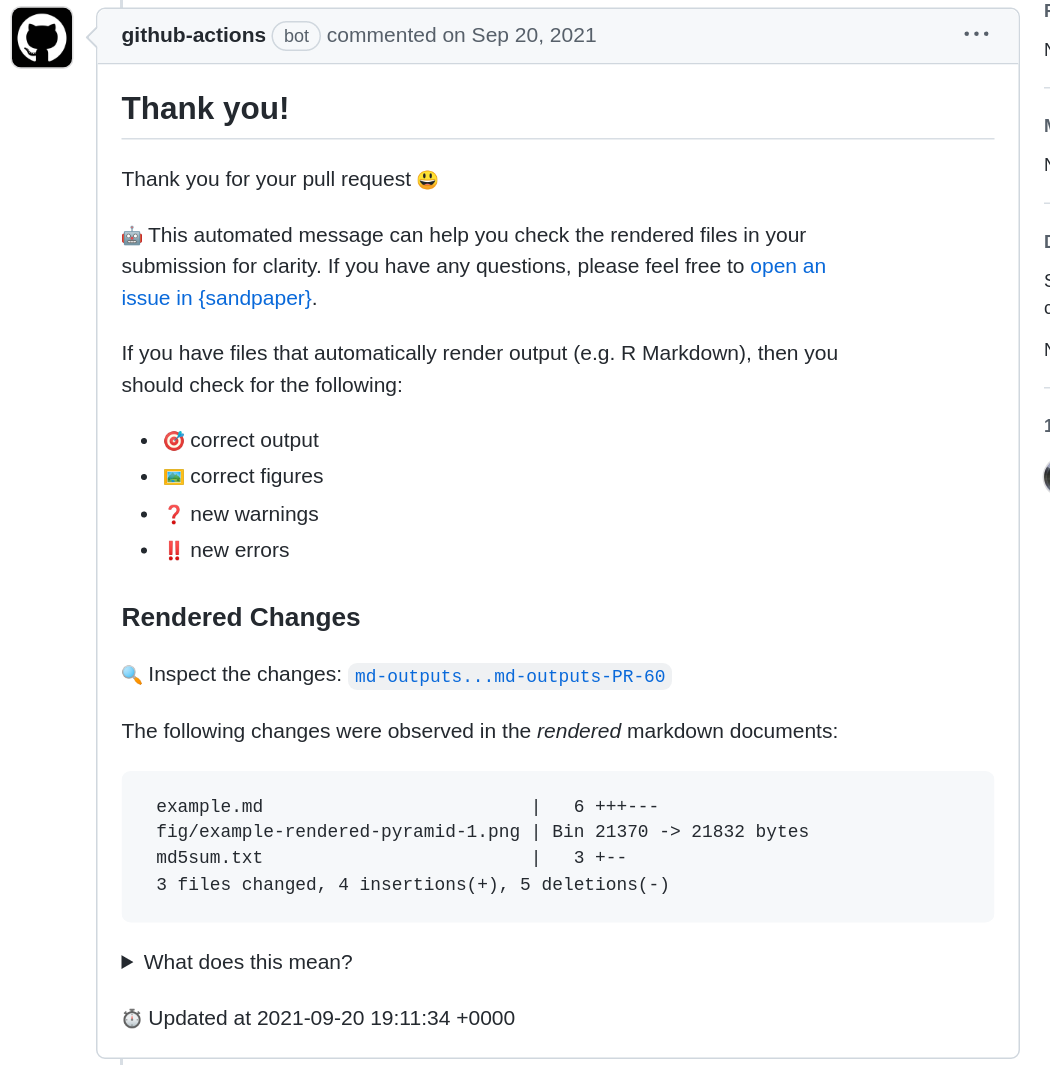 github-actions bot commented on Sep 20, 2021
Thank you!
Thank you for your pull request 😃
🤖 This automated message can help you check the rendered files in your
submission for clarity. If you have any questions, please feel free to open an
issue in {sandpaper}.
If you have files that automatically render output (e.g. R Markdown), then you
should check for the following:
• 🎯 correct output
• 🖼️ correct figures
• ❓ new warnings
• ‼️ new errors
Rendered Changes
🔍 Inspect the changes: md-outputs...md-outputs-PR-60
The following changes were observed in the rendered markdown documents:
example.md                         |   6 +++---
fig/example-rendered-pyramid-1.png | Bin 21370 -> 21832 bytes
md5sum.txt                         |   3 +--
3 files changed, 4 insertions(+), 5 deletions(-)
▶ What does this mean?
⏱️ Updated at 2021-09-20 19:11:34 +0000